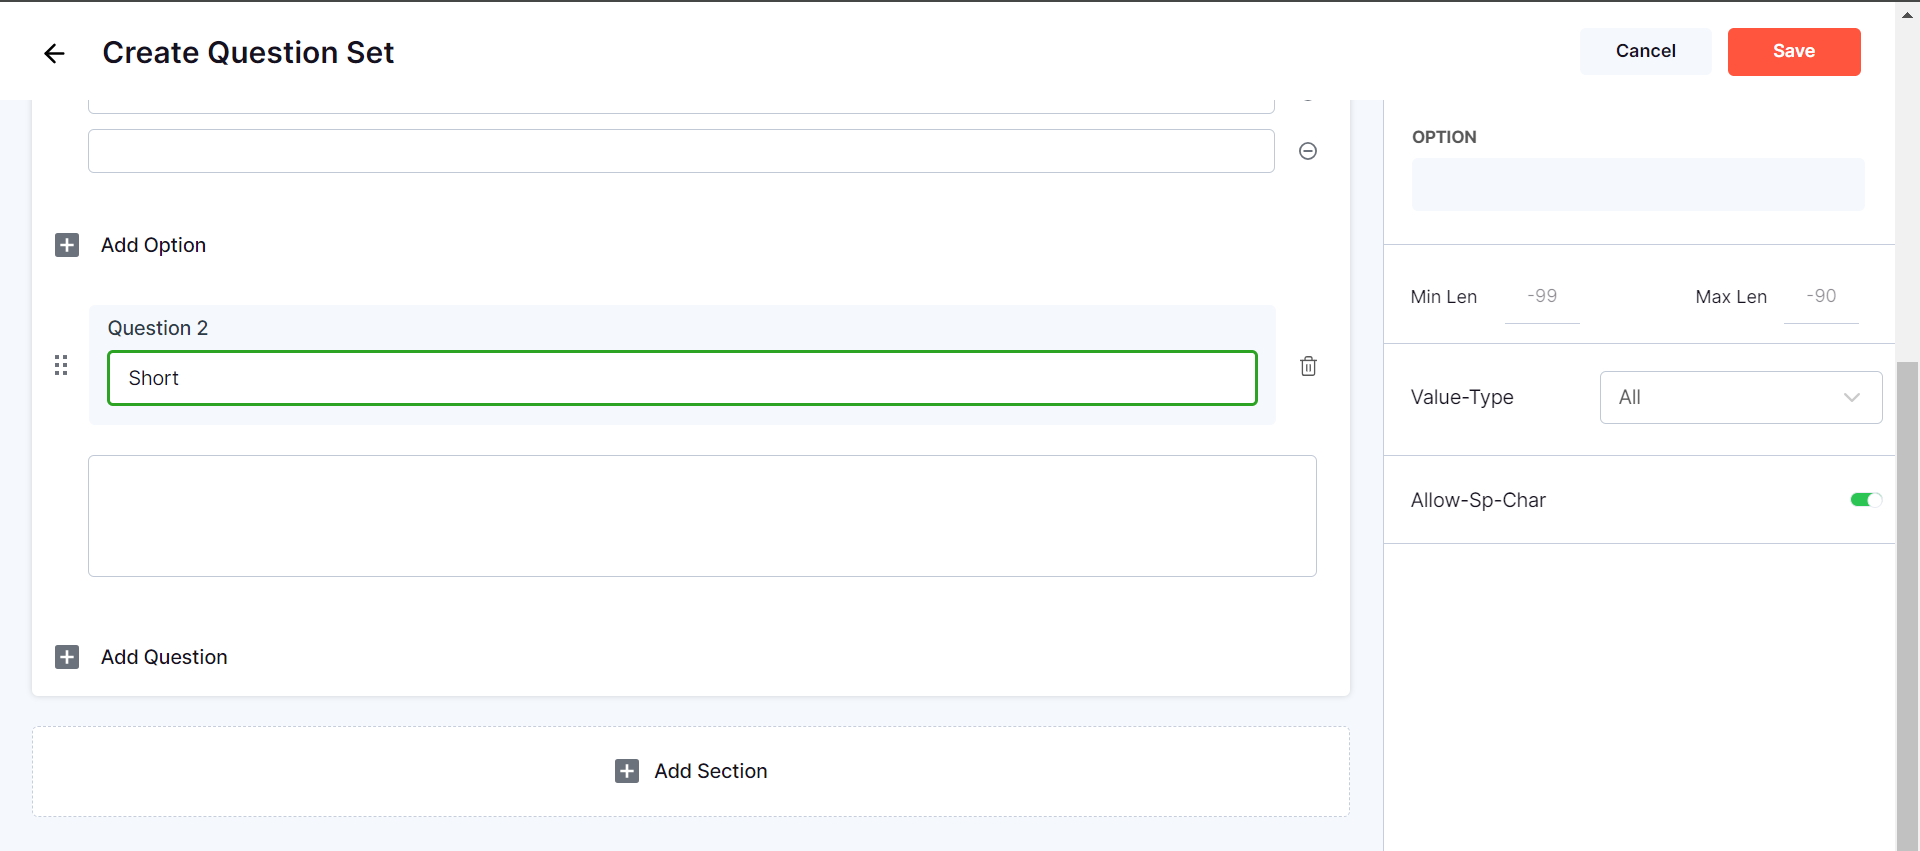 Create Question Set
Cancel
Save
Add Option
Question 2
Short
Add Question
Add Section
OPTION
Min Len -99 Max Len -90
Value-Type All
Allow-Sp-Char